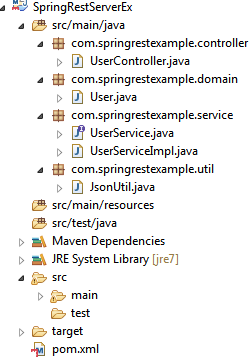 SpringRestServerEx
src/main/java
com.springrestexample.controller
UserController.java
com.springrestexample.domain
User.java
com.springrestexample.service
UserService.java
UserServiceImpl.java
com.springrestexample.util
JsonUtil.java
src/main/resources
src/test/java
Maven Dependencies
JRE System Library [jre7]
src
main
test
target
pom.xml